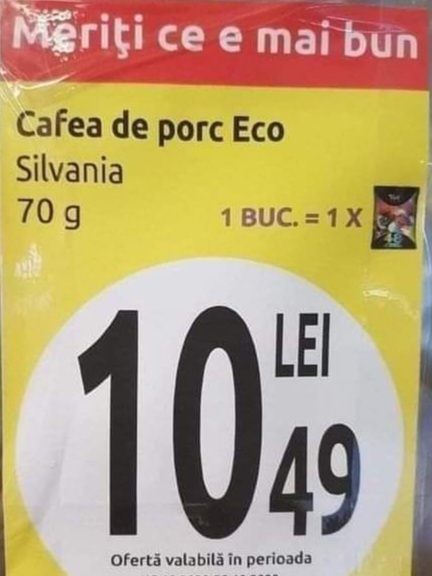 Meriți ce e mai bun
Cafea de porc Eco
Silvania
70 g
1 BUC. = 1 X
10 LEI
49
Ofertă valabilă în perioada